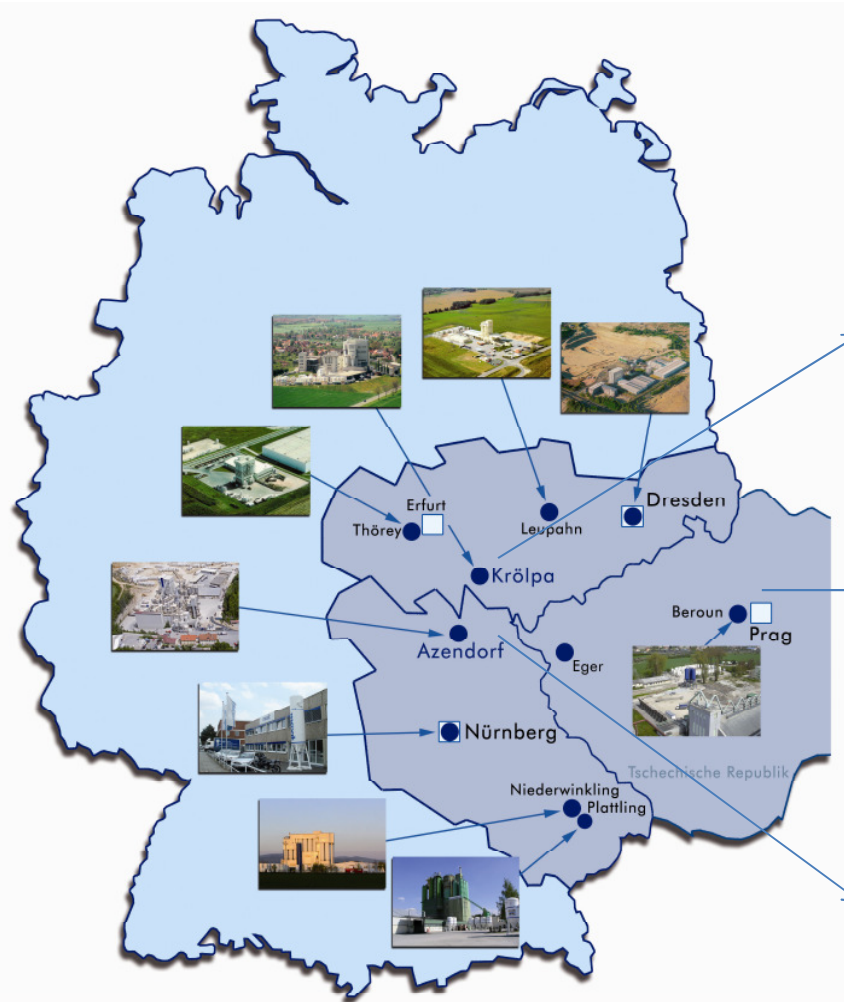 Erfurt
Thörey
Leupahn
Dresden
Krölpa
Beroun
Prag
Azendorf
Eger
Nürnberg
Tschechische Republik
Niederwinkling
Plattling